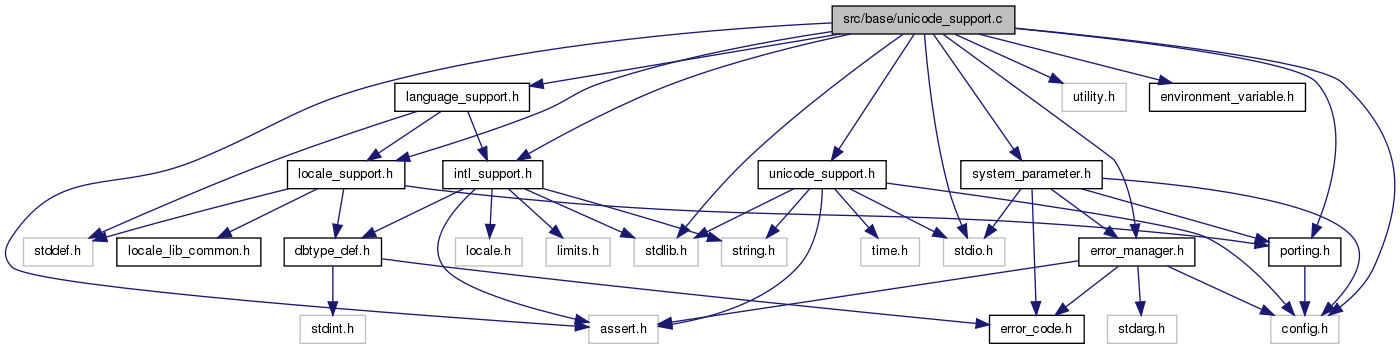 src/base/unicode_support.c
language_support.h
utility.h
environment_variable.h
locale_support.h
intl_support.h
unicode_support.h
system_parameter.h
stddef.h
locale_lib_common.h
dbtype_def.h
locale.h
limits.h
stdlib.h
string.h
time.h
stdio.h
error_manager.h
porting.h
stdint.h
assert.h
error_code.h
stdarg.h
config.h